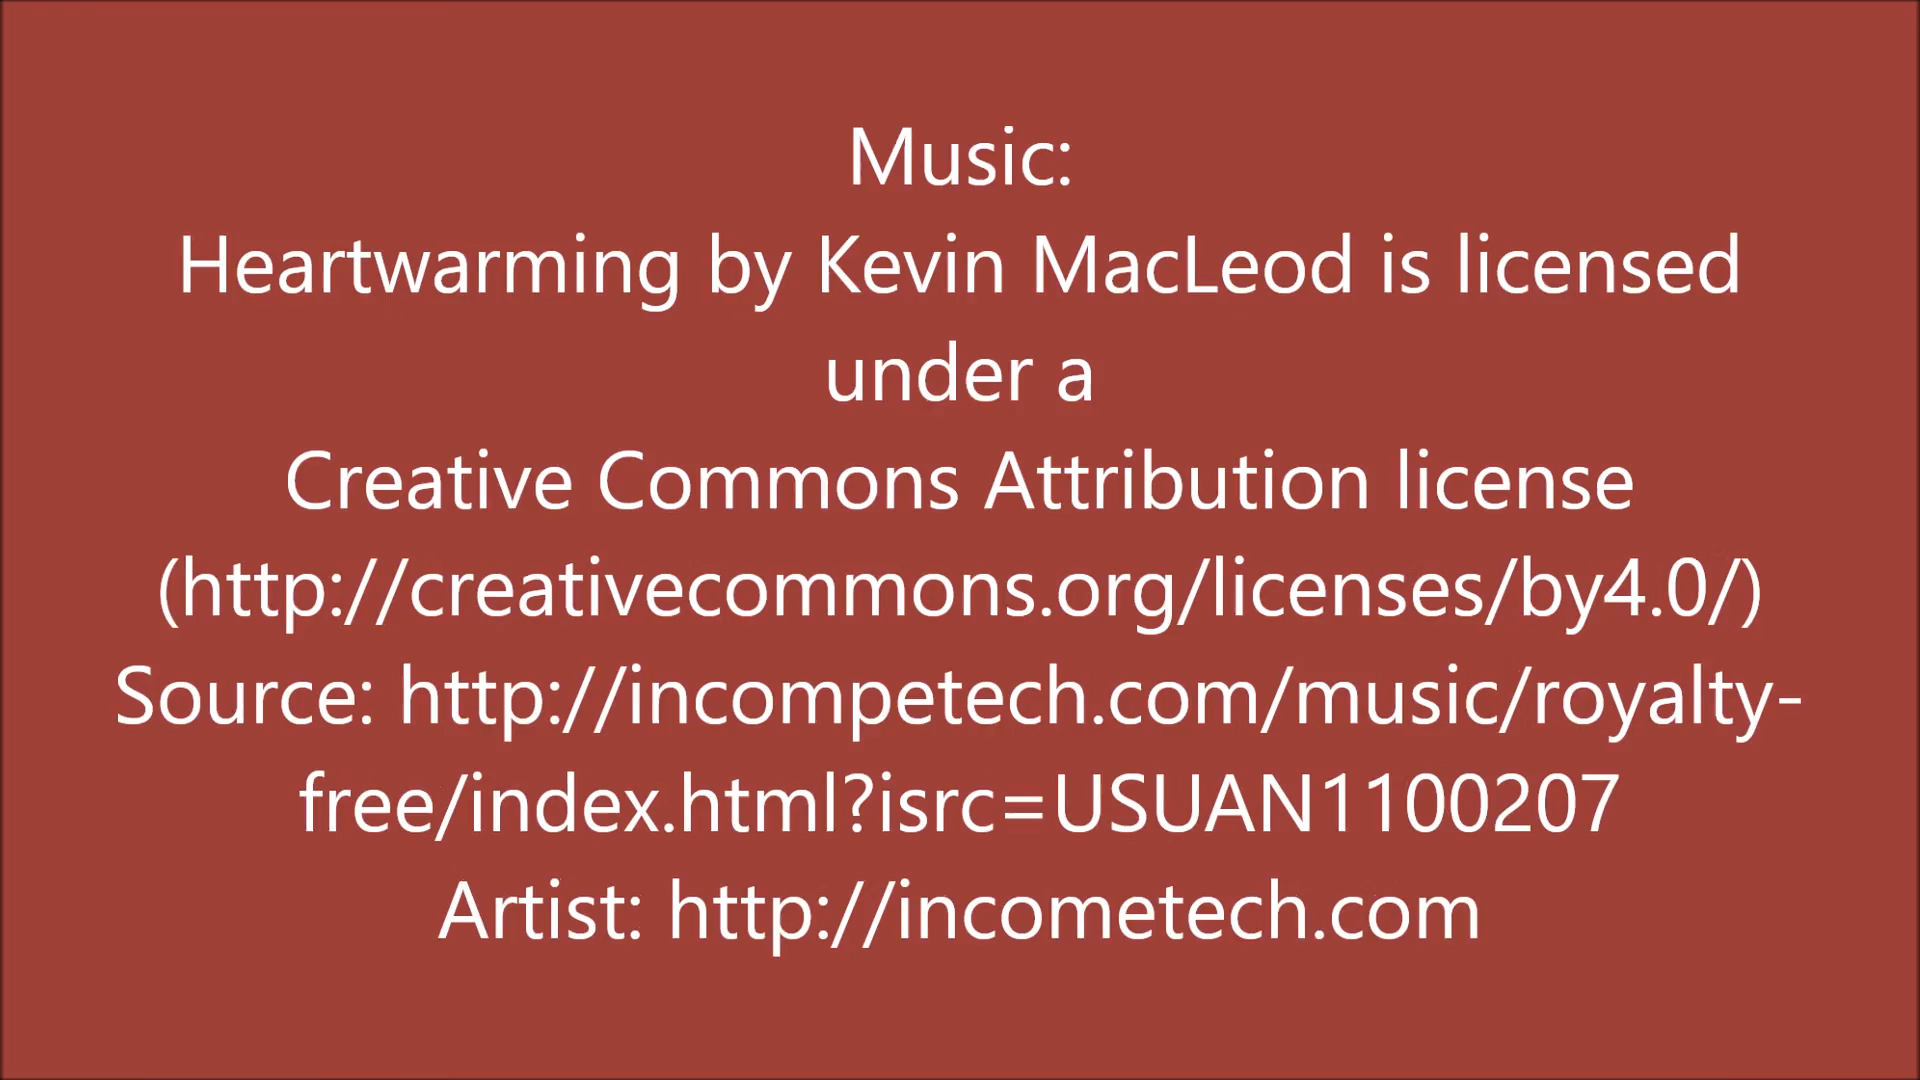 Music:
Heartwarming by Kevin MacLeod is licensed
under a
Creative Commons Attribution license
(http://creativecommons.org/licenses/by4.0/)
Source: http://incompetech.com/music/royalty-
free/index.html?isrc=USUAN1100207
Artist: http://incometech.com